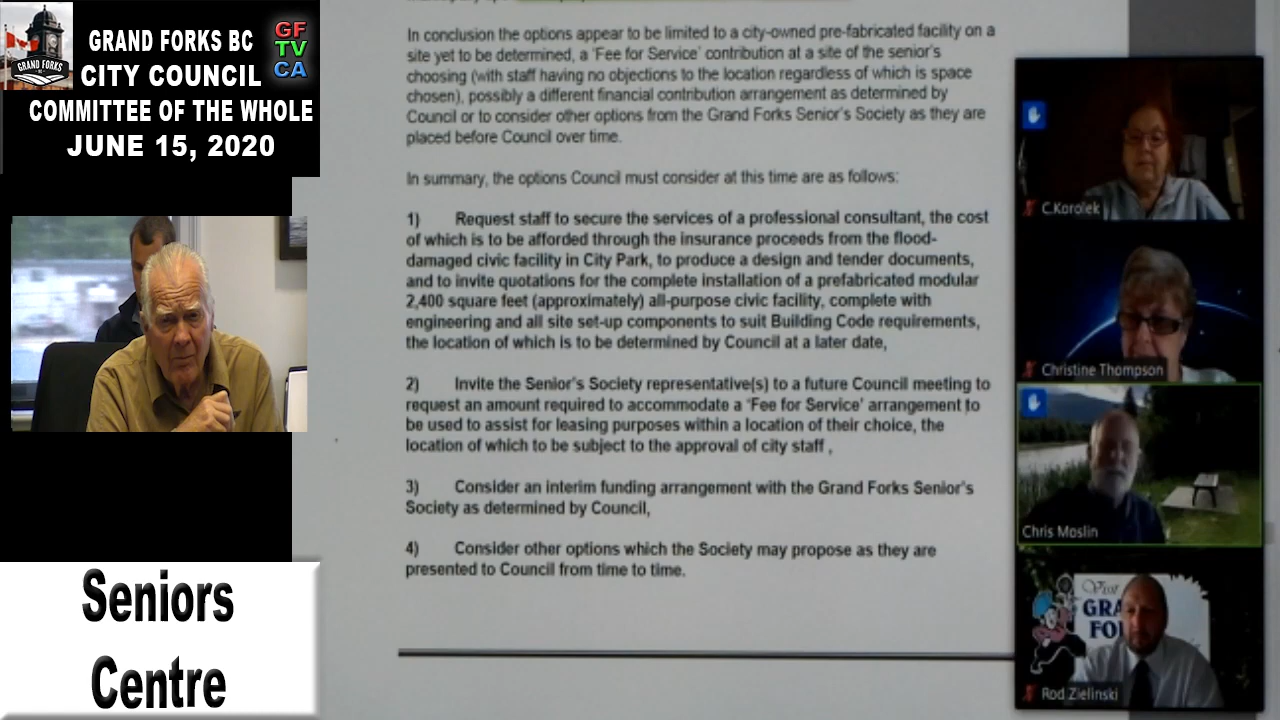 GRAND FORKS BC
CITY COUNCIL
COMMITTEE OF THE WHOLE
JUNE 15, 2020
GF
TV
CA
GRAND FORKS
In conclusion the options appear to be limited to a city-owned pre-fabricated facility on a
site yet to be determined, a 'Fee for Service' contribution at a site of the senior's
choosing (with staff having no objections to the location regardless of which is space
chosen), possibly a different financial contribution arrangement as determined by
Council or to consider other options from the Grand Forks Senior's Society as they are
placed before Council over time.
In summary, the options Council must consider at this time are as follows:
1) Request staff to secure the services of a professional consultant, the cost
of which is to be afforded through the insurance proceeds from the flood-
damaged civic facility in City Park, to produce a design and tender documents,
and to invite quotations for the complete installation of a prefabricated modular
2,400 square feet (approximately) all-purpose civic facility, complete with
engineering and all site set-up components to suit Building Code requirements,
the location of which is to be determined by Council at a later date,
2) Invite the Senior's Society representative(s) to a future Council meeting to
request an amount required to accommodate a 'Fee for Service' arrangement to
be used to assist for leasing purposes within a location of their choice, the
location of which to be subject to the approval of city staff ,
3) Consider an interim funding arrangement with the Grand Forks Senior's
Society as determined by Council,
4) Consider other options which the Society may propose as they are
presented to Council from time to time.
C.Korolek
Christine Thompson
Chris Moslin
Visit
GRA
FO
Rod Zielinski
Seniors
Centre